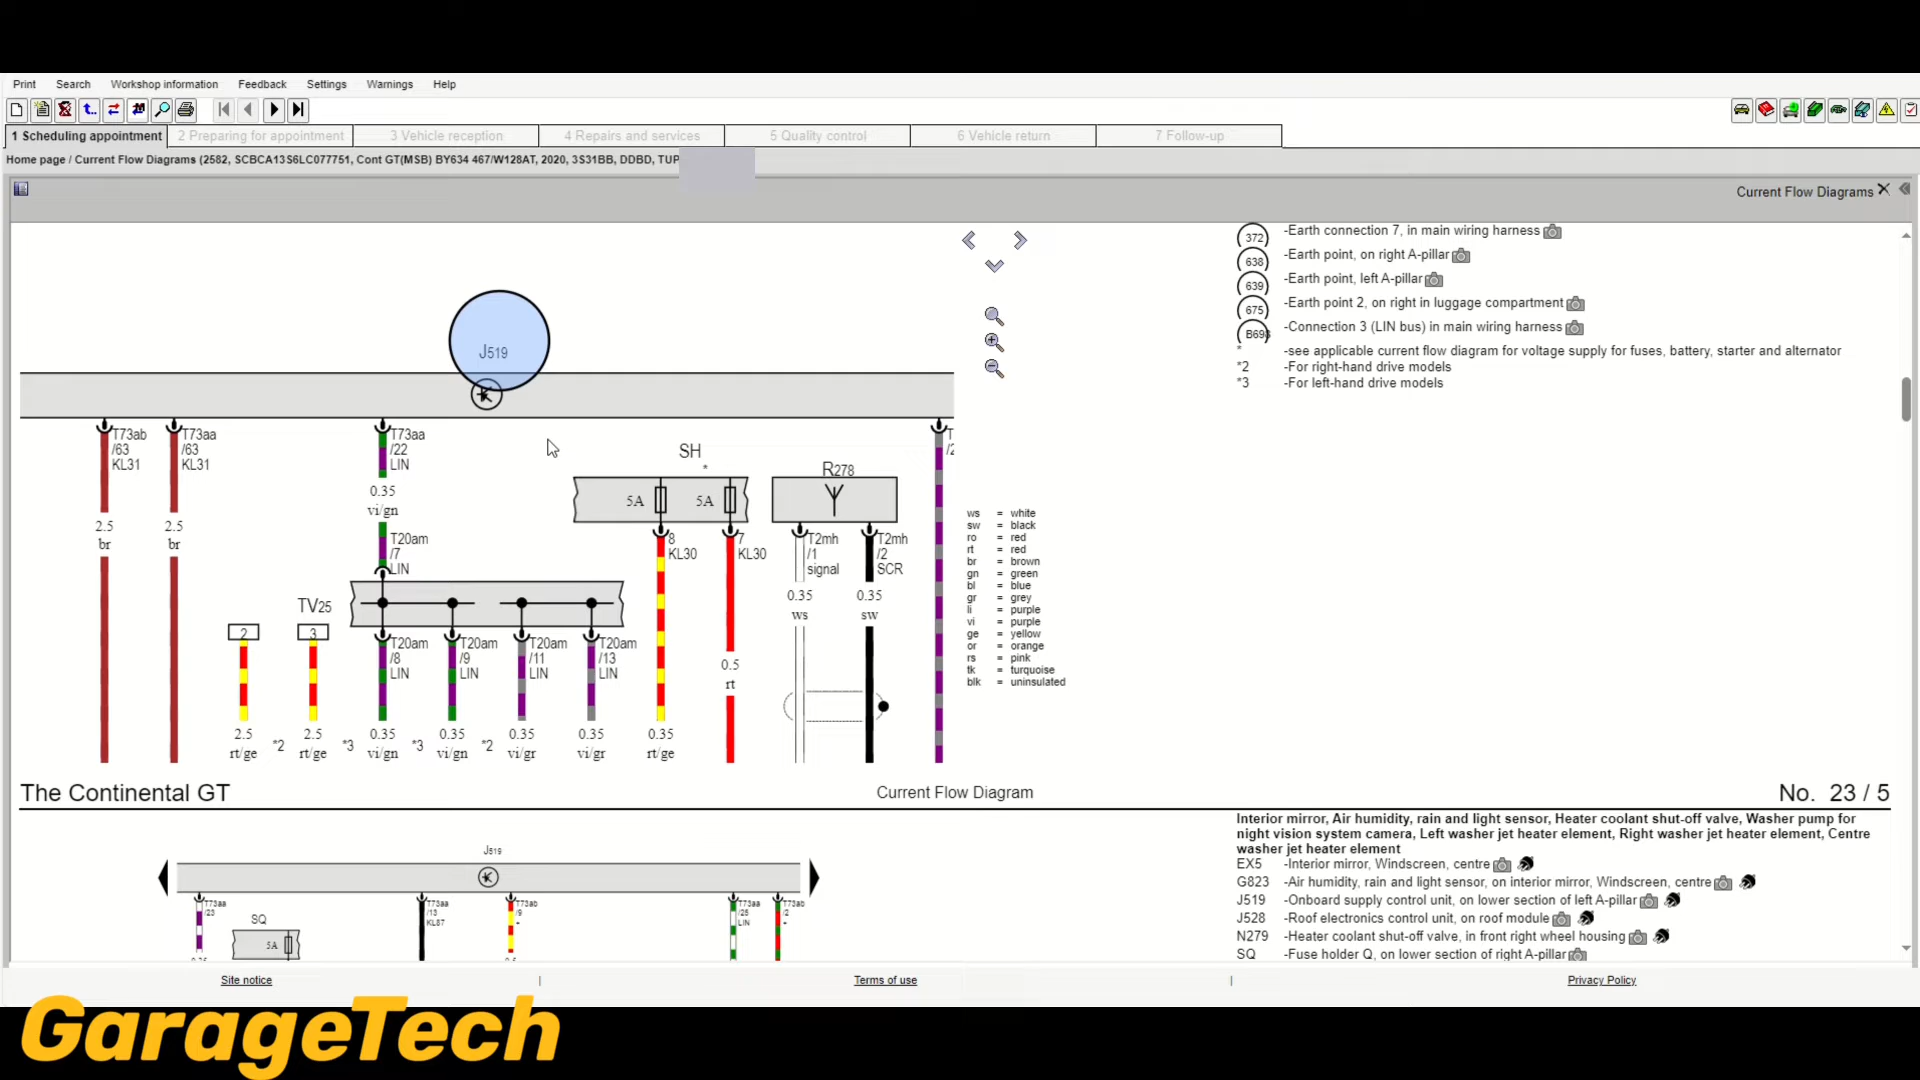 Print Search Workshop information Feedback Settings Warnings Help
1 Scheduling appointment 2 Preparing for appointment 3 Vehicle reception 4 Repairs and services 5 Quality control 6 Vehicle return 7 Follow-up
Home page / Current Flow Diagrams (2582, SCBCA13S6LC077751, Cont GT(MSB) BY634 467/W128AT, 2020, 3S31BB, DDBD, TUP
Current Flow Diagrams
372 -Earth connection 7, in main wiring harness
638 -Earth point, on right A-pillar
639 -Earth point, left A-pillar
675 -Earth point 2, on right in luggage compartment
B698 -Connection 3 (LIN bus) in main wiring harness
* -see applicable current flow diagram for voltage supply for fuses, battery, starter and alternator
*2 -For right-hand drive models
*3 -For left-hand drive models
J519
T73ab
/63
KL31
T73aa
/63
KL31
T73aa
/22
LIN
0.35
vi/gn
2.5
br
2.5
br
T20am
/7
LIN
SH
*
5A 5A
8
KL30
7
KL30
R278
T2mh
/1
signal
T2mh
/2
SCR
0.35
ws
0.35
sw
0.5
rt
TV25
2 3
T20am
/8
LIN
T20am
/9
LIN
T20am
/11
LIN
T20am
/13
LIN
2.5
rt/ge
*2
2.5
rt/ge
*3
0.35
vi/gn
*3
0.35
vi/gn
*2
0.35
vi/gr
0.35
vi/gr
0.35
rt/ge
ws = white
sw = black
ro = red
rt = red
br = brown
gn = green
bl = blue
gr = grey
li = purple
vi = purple
ge = yellow
or = orange
rs = pink
tk = turquoise
blk = uninsulated
The Continental GT Current Flow Diagram No. 23 / 5
Interior mirror, Air humidity, rain and light sensor, Heater coolant shut-off valve, Washer pump for
night vision system camera, Left washer jet heater element, Right washer jet heater element, Centre
washer jet heater element
EX5 -Interior mirror, Windscreen, centre
G823 -Air humidity, rain and light sensor, on interior mirror, Windscreen, centre
J519 -Onboard supply control unit, on lower section of left A-pillar
J528 -Roof electronics control unit, on roof module
N279 -Heater coolant shut-off valve, in front right wheel housing
SQ -Fuse holder Q, on lower section of right A-pillar
J519
T73aa
/23
SQ
5A
T73aa
/13
KL87
T73ab
/9
+
T73aa
/25
LIN
T73ab
/2
+
Site notice | Terms of use | Privacy Policy
GarageTech